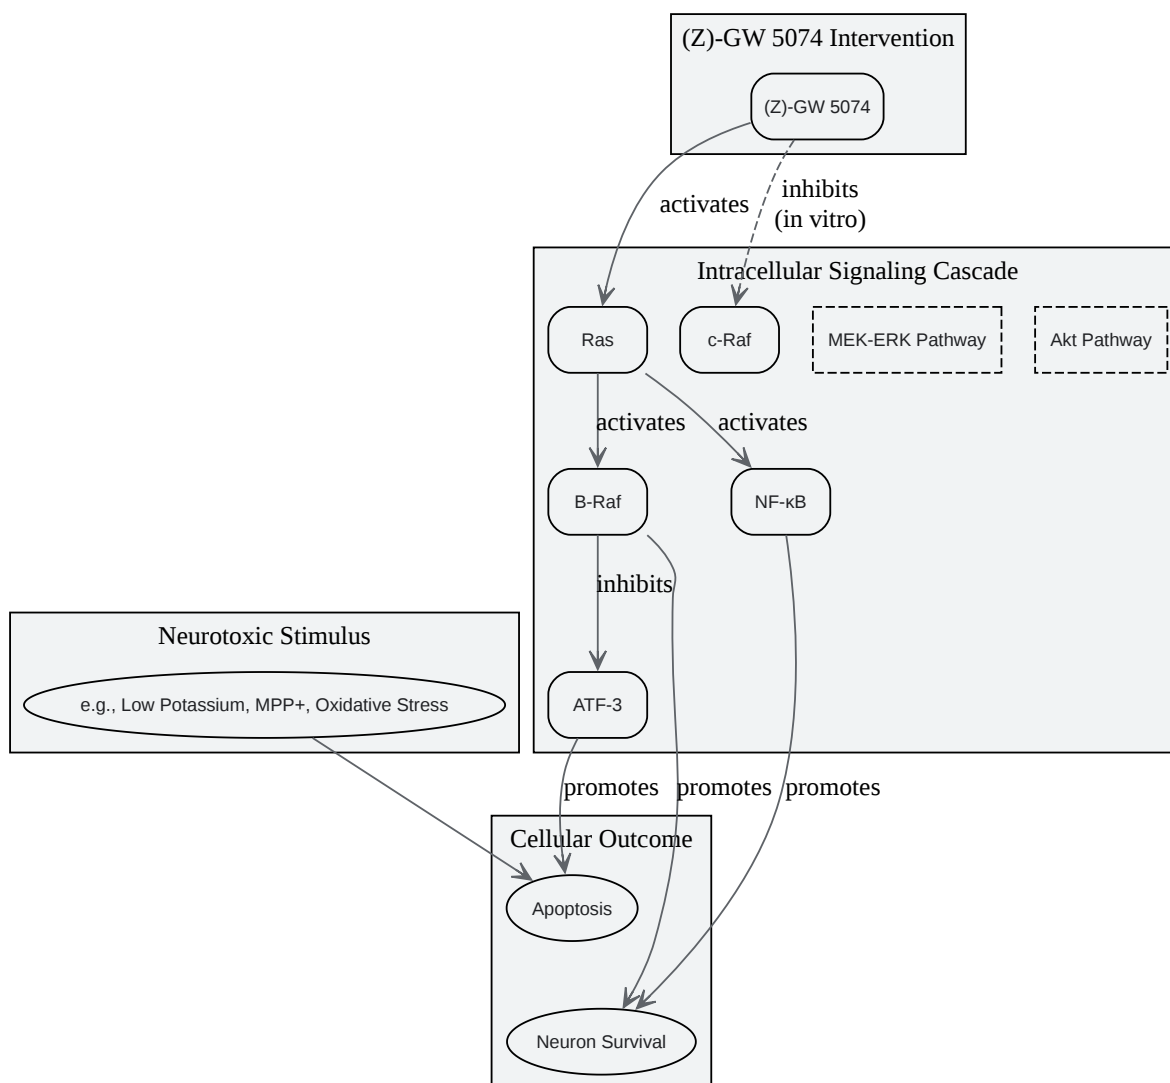 (Z)-GW 5074 Intervention
(Z)-GW 5074
activates
inhibits
(in vitro)
Intracellular Signaling Cascade
Ras
c-Raf
MEK-ERK Pathway
Akt Pathway
activates
activates
B-Raf
NF-κB
inhibits
Neurotoxic Stimulus
e.g., Low Potassium, MPP+, Oxidative Stress
ATF-3
promotes
promotes
promotes
Cellular Outcome
Apoptosis
Neuron Survival